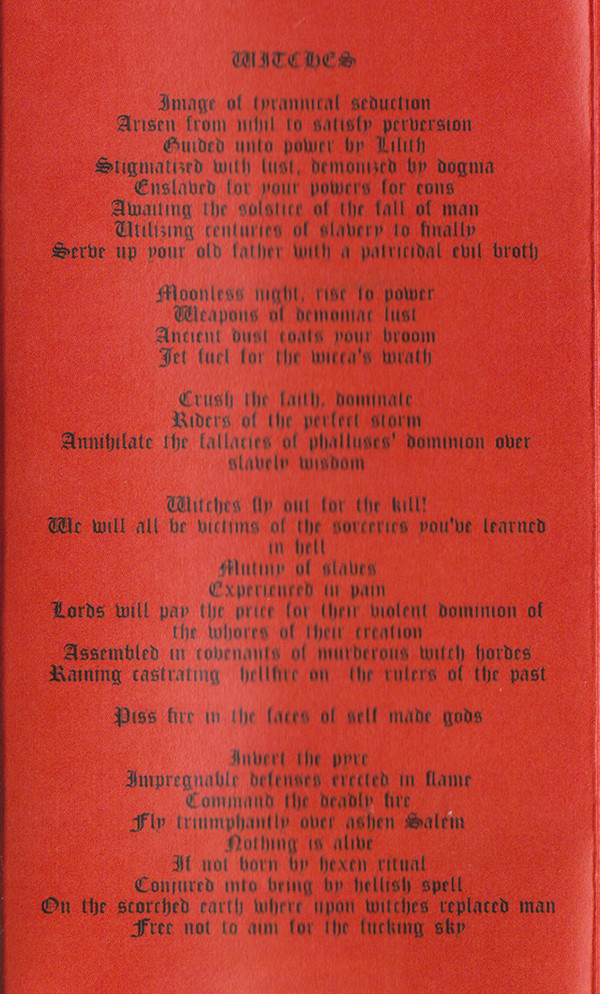 WITCHES
Image of tyrannical seduction
Arisen from nihil to satisfy perversion
Guided unto power by Lilith
Stigmatized with lust, demonized by dogma
Enslaved for your powers for eons
Awaiting the solstice of the fall of man
Utilizing centuries of slavery to finally
Serve up your old father with a patricidal evil broth
Moonless night, rise to power
Weapons of demoniac lust
Ancient dust coats your broom
Jet fuel for the wicca's wrath
Crush the faith, dominate
Riders of the perfect storm
Annihilate the fallacies of phalluses' dominion over
slavely wisdom
Witches fly out for the kill!
We will all be victims of the sorceries you've learned
in hell
Mutiny of slaves
Experienced in pain
Lords will pay the price for their violent dominion of
the whores of their creation
Assembled in covenants of murderous witch hordes
Raining castrating hellfire on the rulers of the past
Piss fire in the faces of self made gods
Invert the pyre
Impregnable defenses erected in flame
Command the deadly fire
Fly triumphantly over ashen Salem
Nothing is alive
If not born by hexen ritual
Conjured into being by hellish spell
On the scorched earth where upon witches replaced man
Free not to aim for the fucking sky